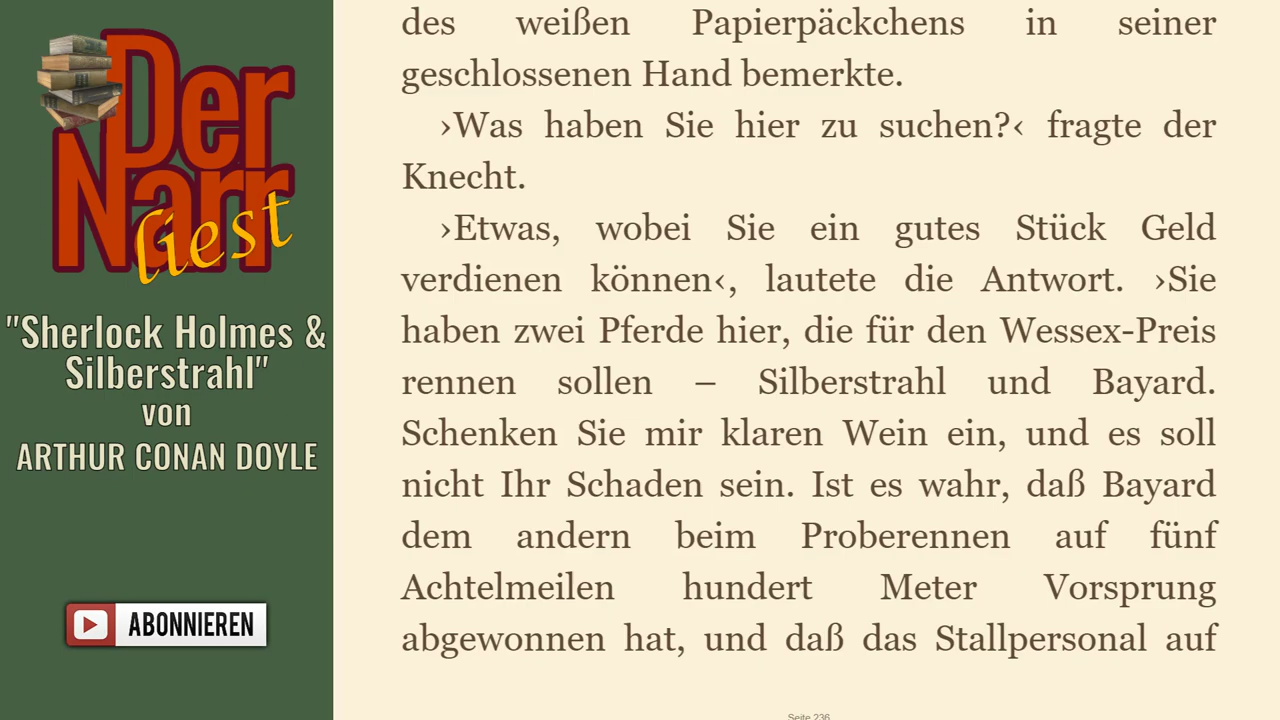 Der
Narr
liest
"Sherlock Holmes &
Silberstrahl"
von
ARTHUR CONAN DOYLE
ABONNIEREN
des weißen Papierpäckchens in seiner
geschlossenen Hand bemerkte.
›Was haben Sie hier zu suchen?‹ fragte der
Knecht.
›Etwas, wobei Sie ein gutes Stück Geld
verdienen können‹, lautete die Antwort. ›Sie
haben zwei Pferde hier, die für den Wessex-Preis
rennen sollen – Silberstrahl und Bayard.
Schenken Sie mir klaren Wein ein, und es soll
nicht Ihr Schaden sein. Ist es wahr, daß Bayard
dem andern beim Proberennen auf fünf
Achtelmeilen hundert Meter Vorsprung
abgewonnen hat, und daß das Stallpersonal auf
Seite 236